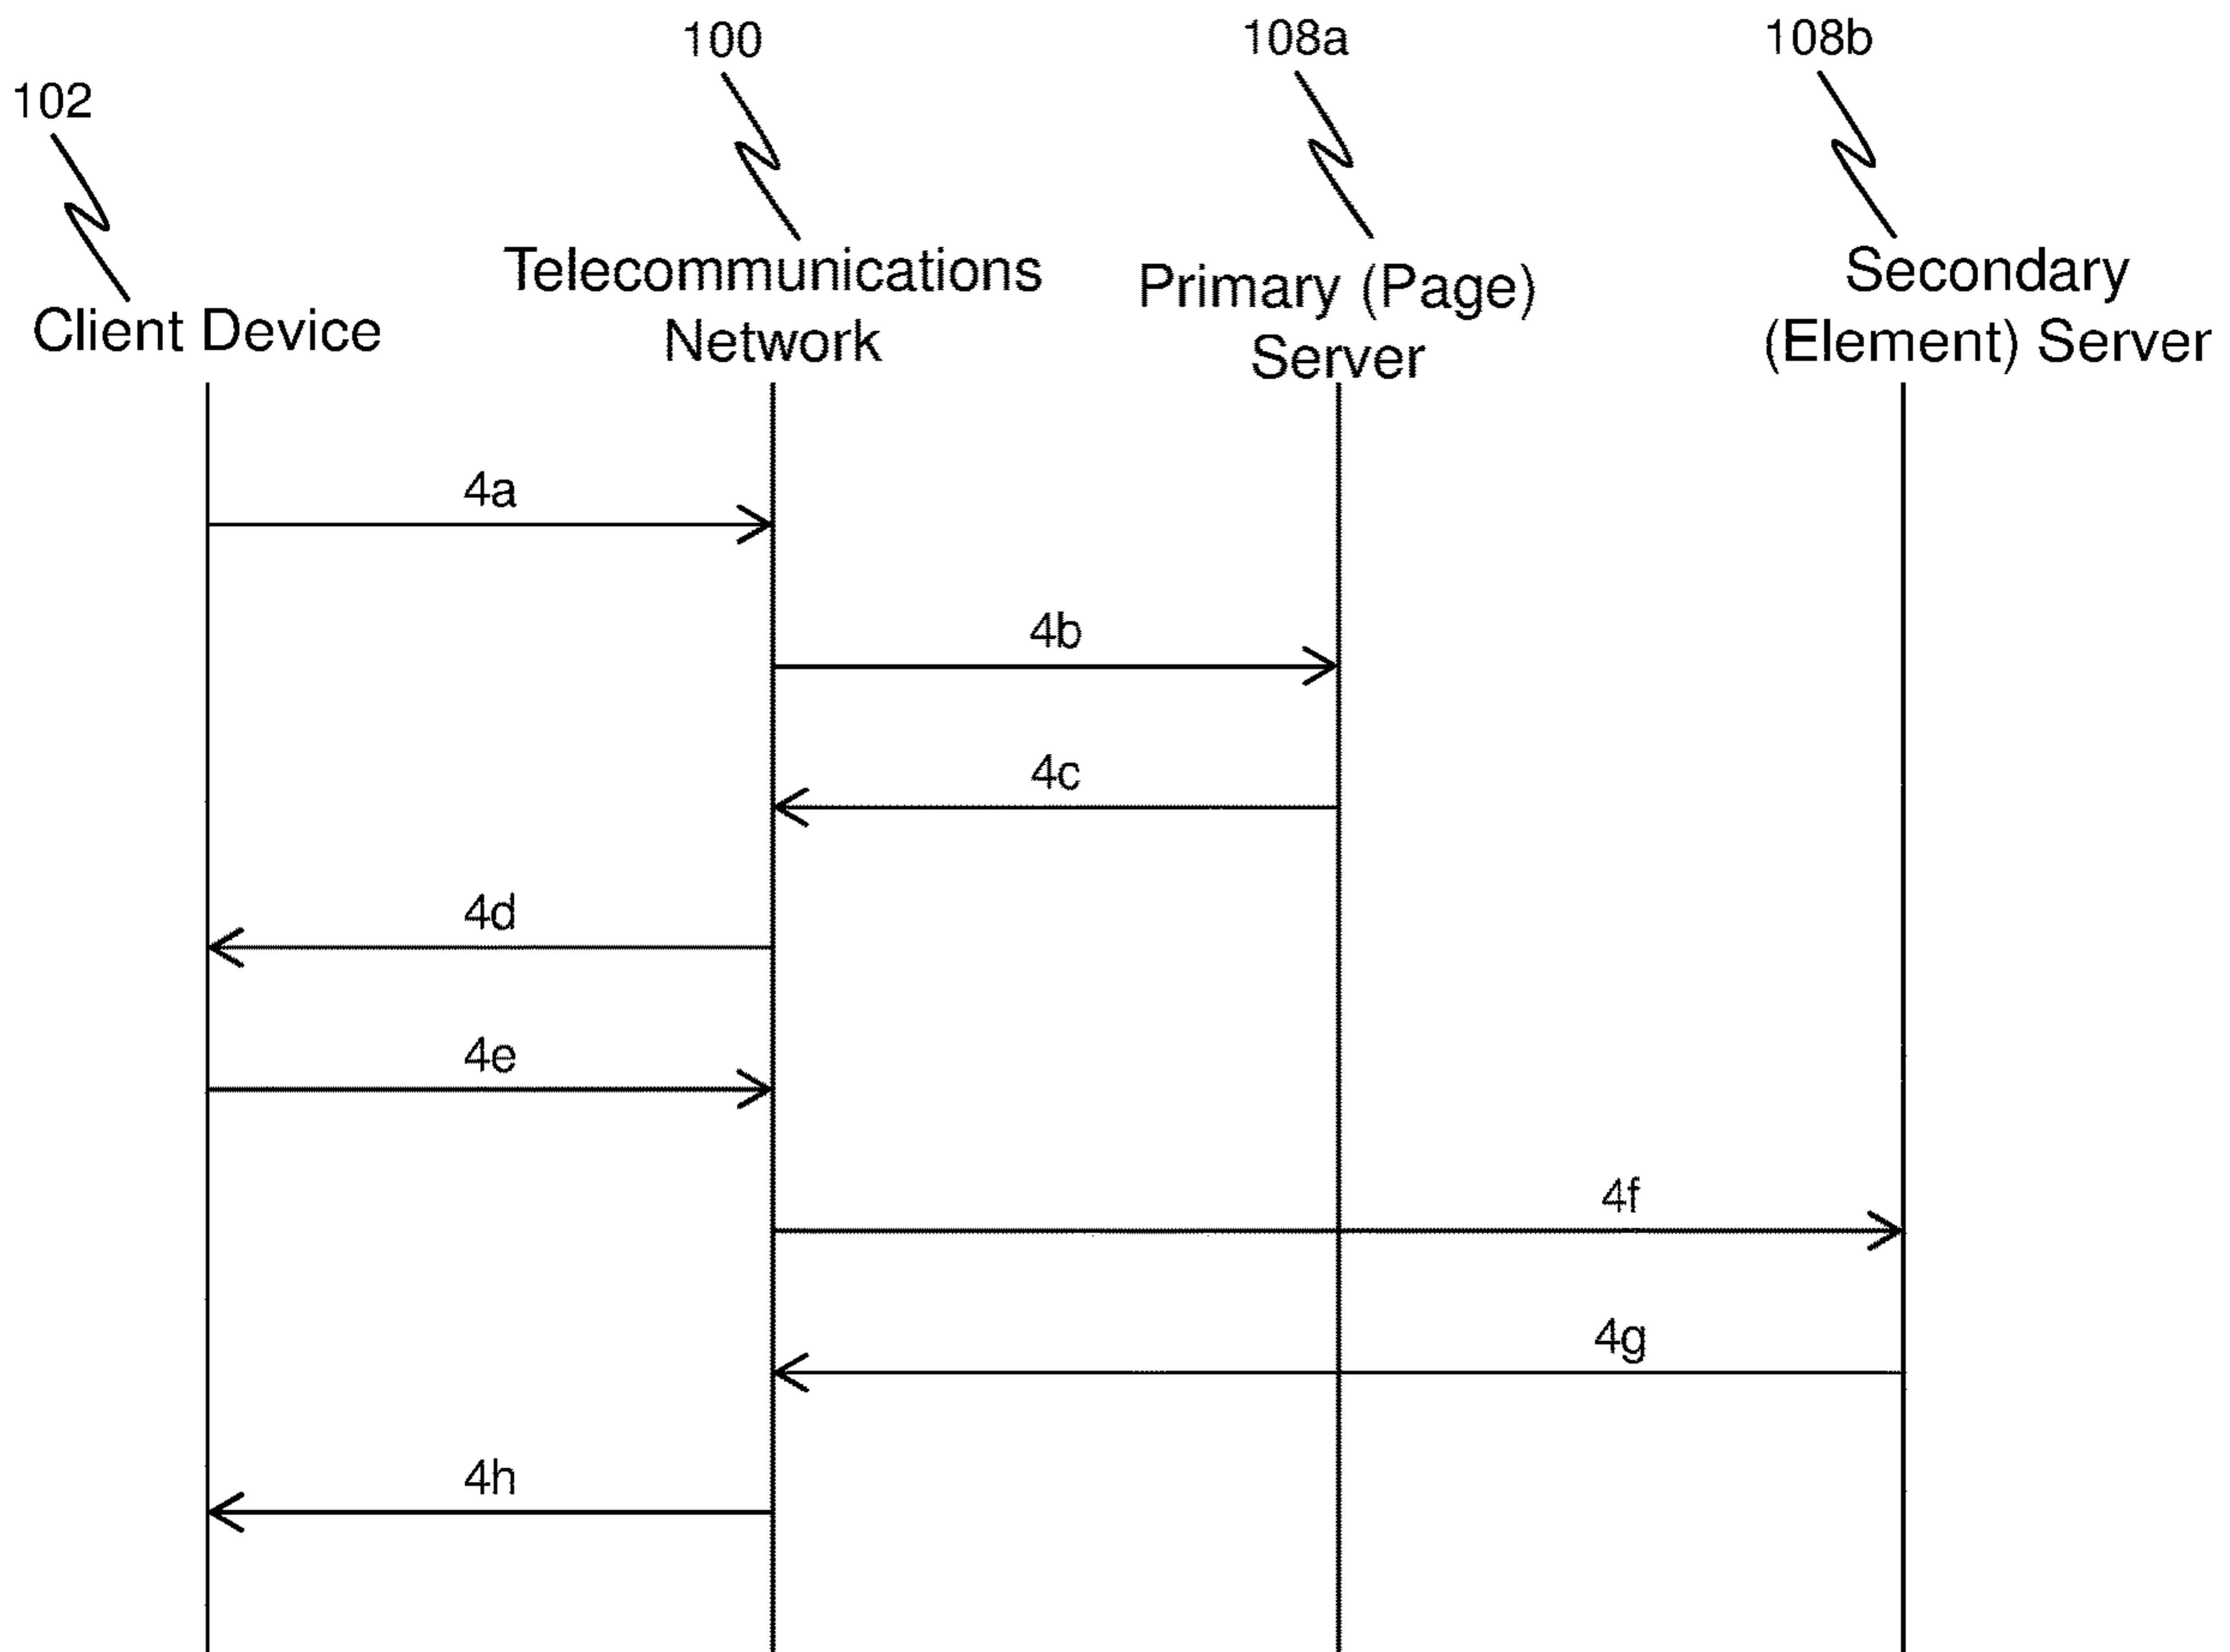 100
108a
108b
102
Client Device
Telecommunications
Network
Primary (Page)
Server
Secondary
(Element) Server
4a
4b
4c
4d
4e
4f
4g
4h